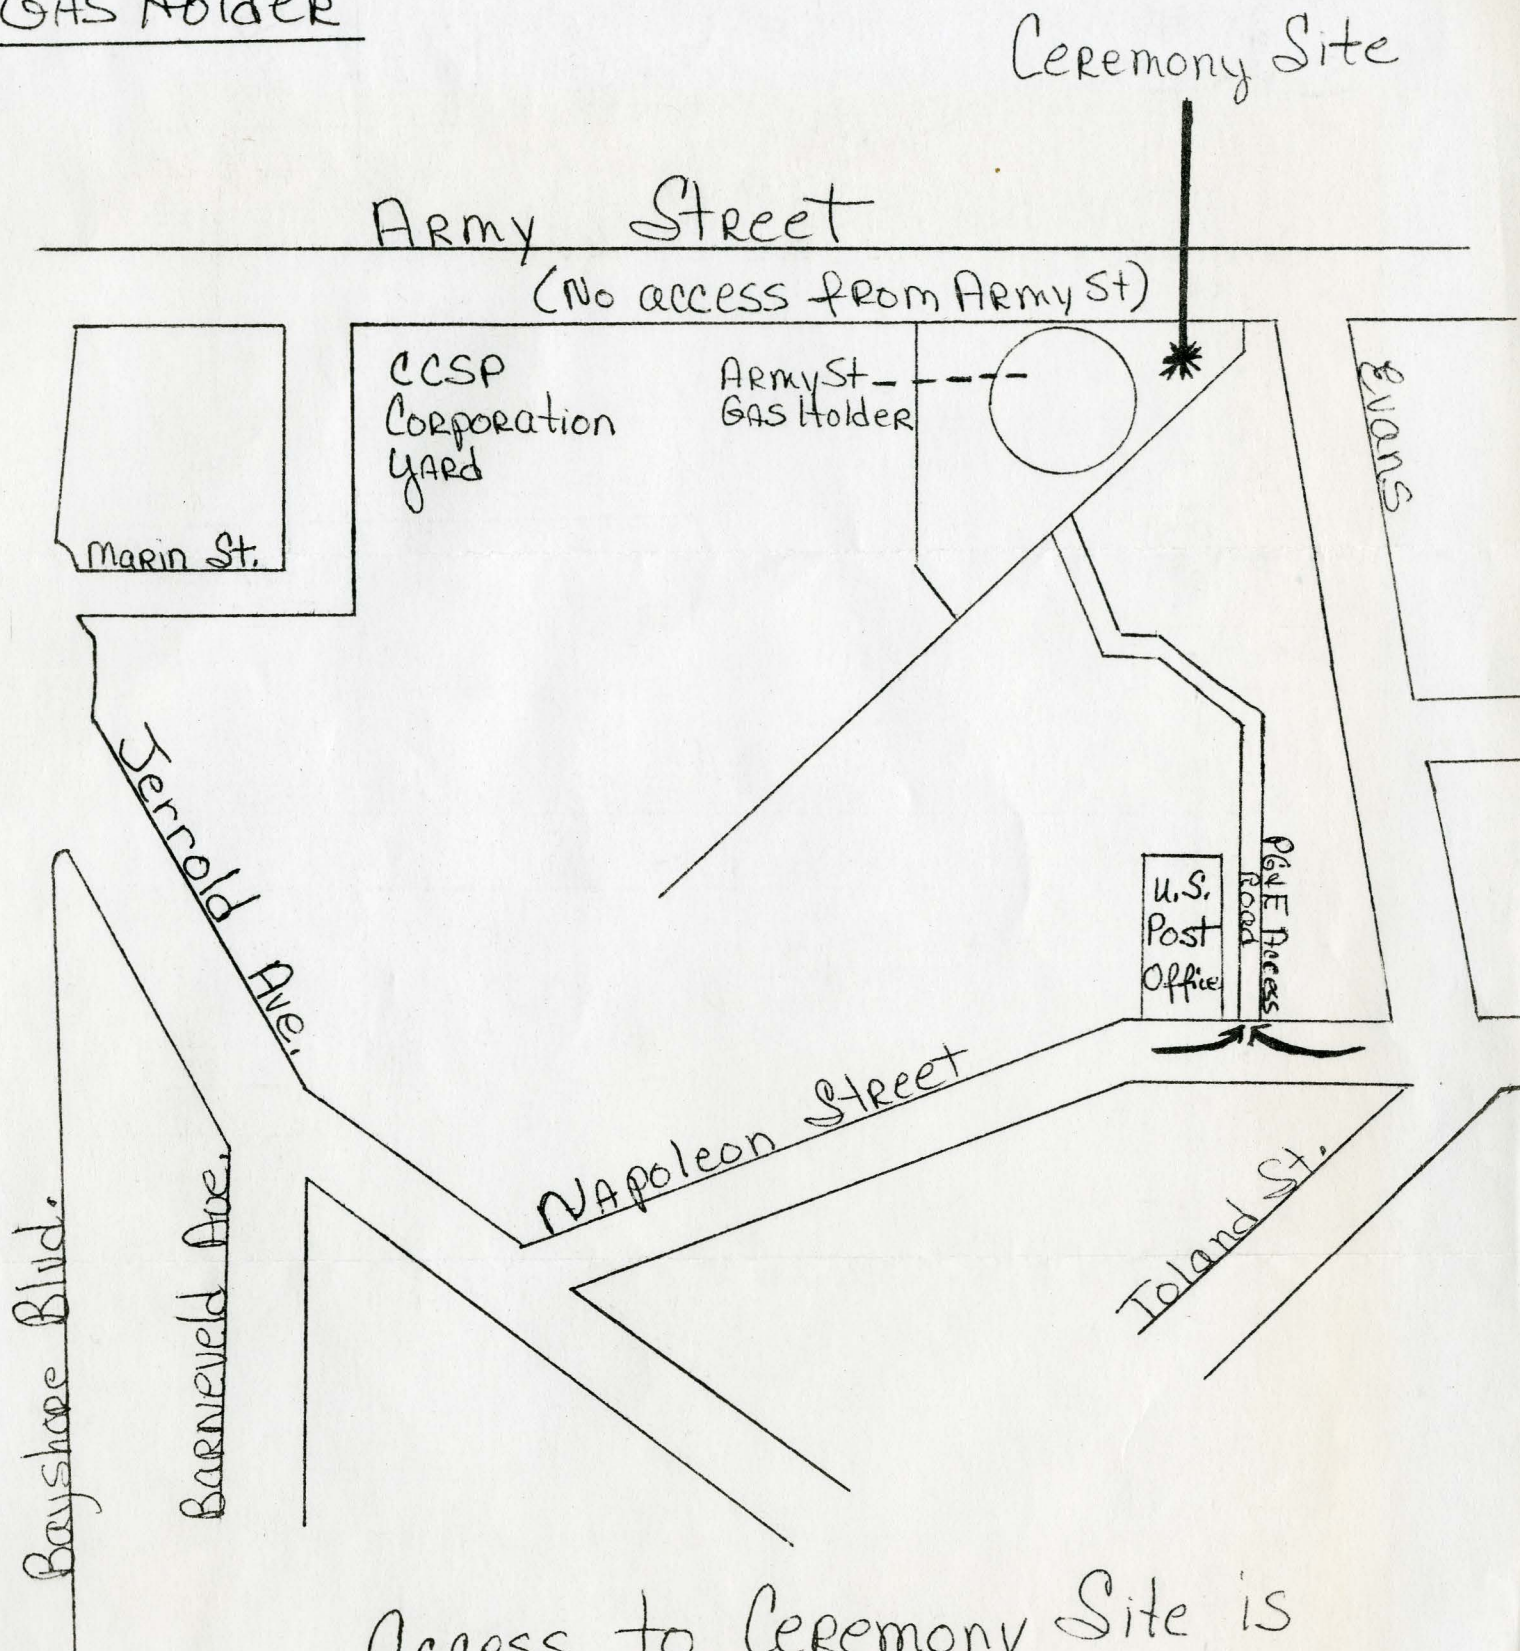 GAS Holder
Ceremony Site
Army Street
(No access from Army St)
CCSP
Corporation
Yard
Army St
GAS Holder
Evans
Marin St.
Jerrold Ave.
U.S.
Post
Office
PG&E Access
Road
Napoleon Street
Toland St.
Bayshore Blvd.
Barneveld Ave.
Access to Ceremony Site is